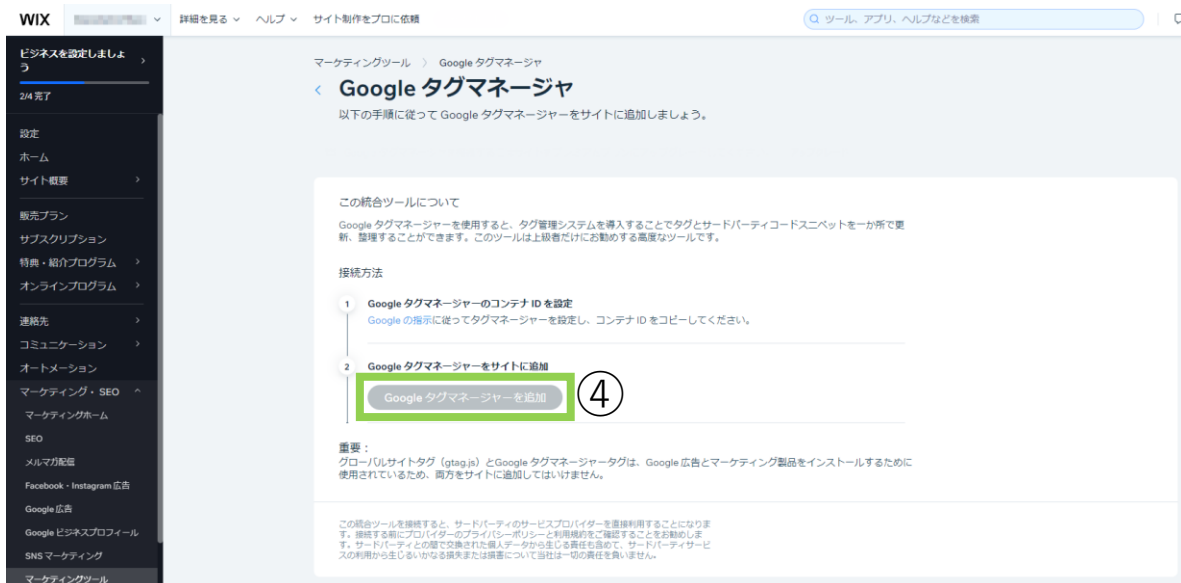 WIX
詳細を見る
ヘルプ
サイト制作をプロに依頼
ツール、アプリ、ヘルプなどを検索
ビジネスを設定しましょ
う
2/4 完了
設定
ホーム
サイト概要
販売プラン
サブスクリプション
特典・紹介プログラム
オンラインプログラム
連絡先
コミュニケーション
オートメーション
マーケティング・SEO
マーケティングホーム
SEO
メルマガ配信
Facebook・Instagram 広告
Google 広告
Google ビジネスプロフィール
SNS マーケティング
マーケティングツール
マーケティングツール 〉 Google タグマネージャ
Google タグマネージャ
以下の手順に従って Google タグマネージャーをサイトに追加しましょう。
この統合ツールについて
Google タグマネージャーを使用すると、タグ管理システムを導入することでタグとサードパーティコードスニペットを一か所で更
新、整理することができます。このツールは上級者だけにお勧めする高度なツールです。
接続方法
1 Google タグマネージャーのコンテナ ID を設定
Google の指示に従ってタグマネージャーを設定し、コンテナ ID をコピーしてください。
2 Google タグマネージャーをサイトに追加
Google タグマネージャーを追加 ④
重要：
グローバルサイトタグ（gtag.js）とGoogle タグマネージャータグは、Google 広告とマーケティング製品をインストールするために
使用されているため、両方をサイトに追加してはいけません。
この統合ツールを接続すると、サードパーティのサービスプロバイダーを直接利用することになりま
す。接続する前にプロバイダーのプライバシーポリシーと利用規約をご確認することをお勧めしま
す。サードパーティとの間で交換された個人データから生じる責任も含めて、サードパーティサービ
スの利用から生じるいかなる損失または損害について当社は一切の責任を負いません。